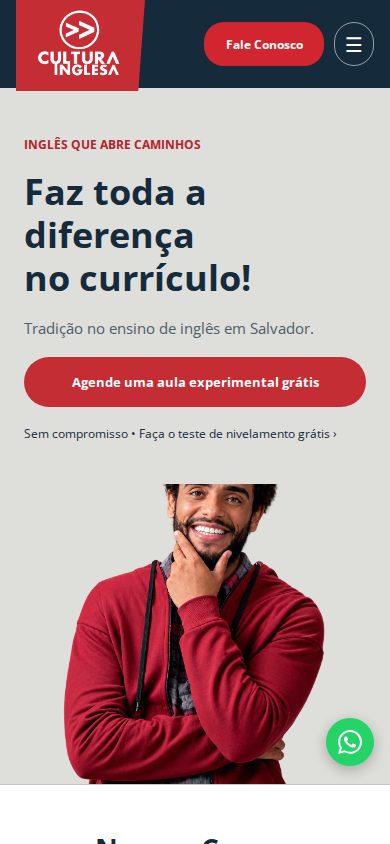 CULTURA
INGLESA
Fale Conosco
INGLÊS QUE ABRE CAMINHOS
Faz toda a
diferença
no currículo!
Tradição no ensino de inglês em Salvador.
Agende uma aula experimental grátis
Sem compromisso • Faça o teste de nivelamento grátis ›